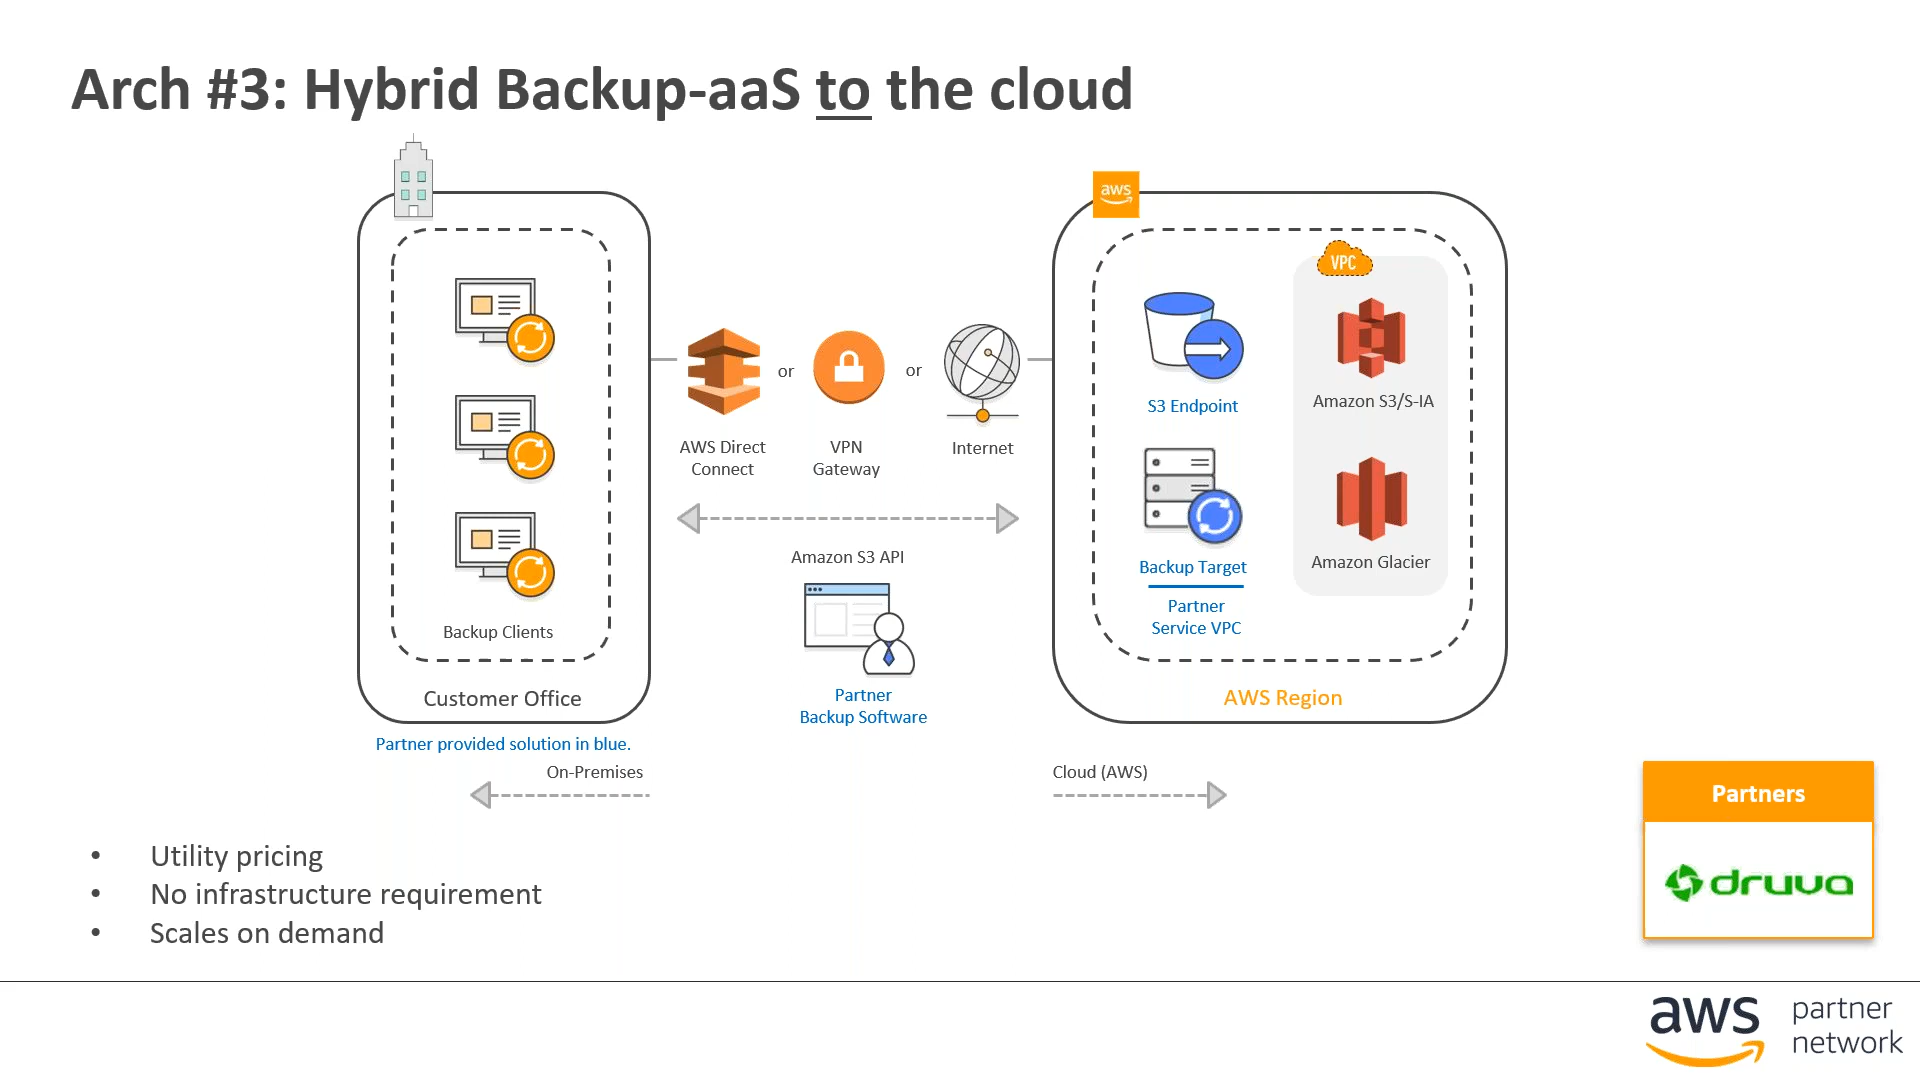 Arch #3: Hybrid Backup-aaS to the cloud
aws
VPC
or
or
AWS Direct
Connect
VPN
Gateway
Internet
S3 Endpoint
Amazon S3/S-IA
Amazon S3 API
Backup Target
Amazon Glacier
Partner
Service VPC
Backup Clients
Customer Office
Partner
Backup Software
AWS Region
Partner provided solution in blue.
On-Premises
Cloud (AWS)
Partners
druva
• Utility pricing
• No infrastructure requirement
• Scales on demand
aws partner
network